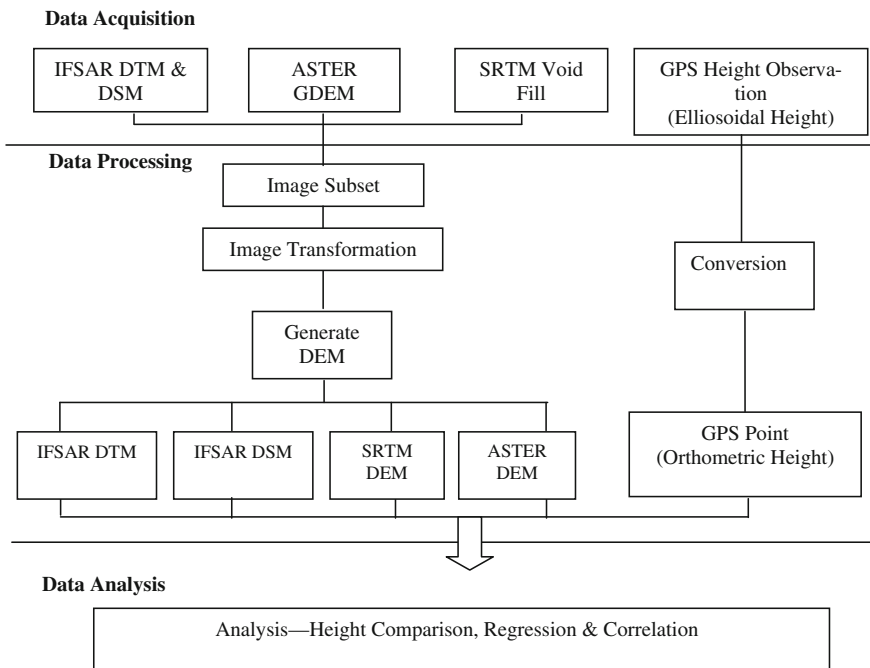 Data Acquisition
IFSAR DTM &
DSM
ASTER
GDEM
SRTM Void
Fill
GPS Height Observa-
tion
(Elliosoidal Height)
Data Processing
Image Subset
Image Transformation
Conversion
Generate
DEM
IFSAR DTM
IFSAR DSM
SRTM
DEM
ASTER
DEM
GPS Point
(Orthometric Height)
Data Analysis
Analysis—Height Comparison, Regression & Correlation